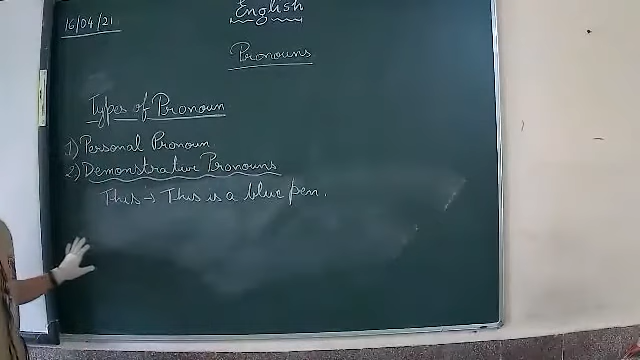 16/04/21
English
Pronouns
Types of Pronoun
1) Personal Pronoun
2) Demonstrative Pronouns
This → This is a blue pen.